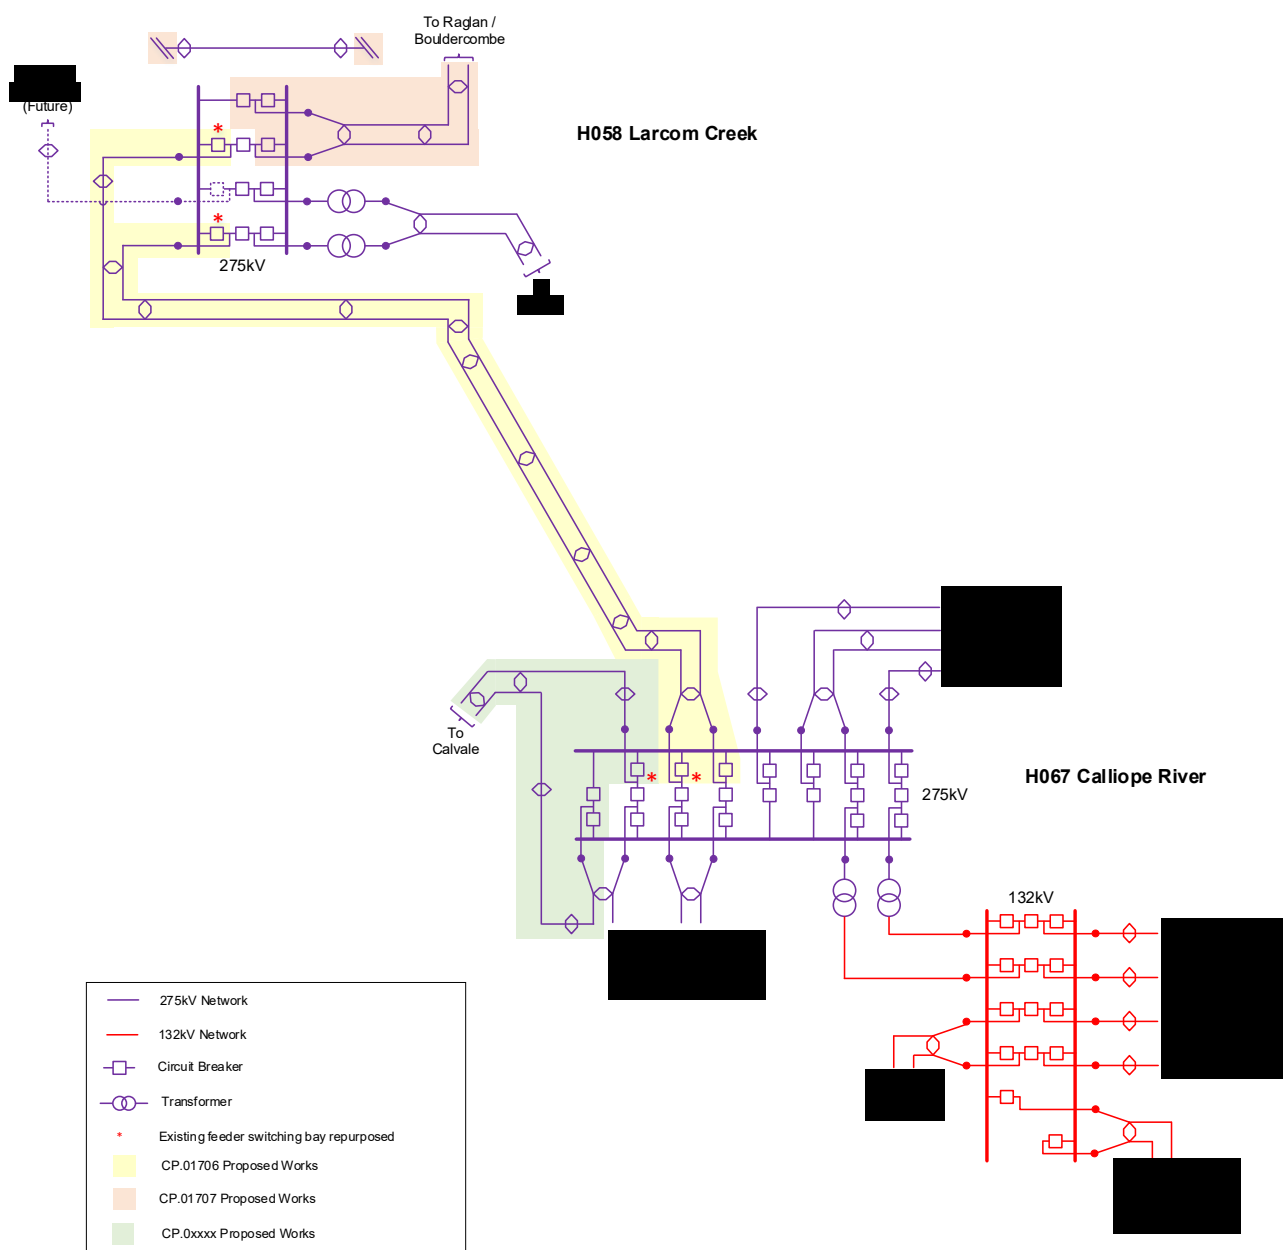 To Raglan /
Bouldercombe
(Future)
H058 Larcom Creek
*
*
275kV
To
Calvale
*
*
H067 Calliope River
275kV
132kV
275kV Network
132kV Network
Circuit Breaker
Transformer
* Existing feeder switching bay repurposed
CP.01706 Proposed Works
CP.01707 Proposed Works
CP.0xxxx Proposed Works